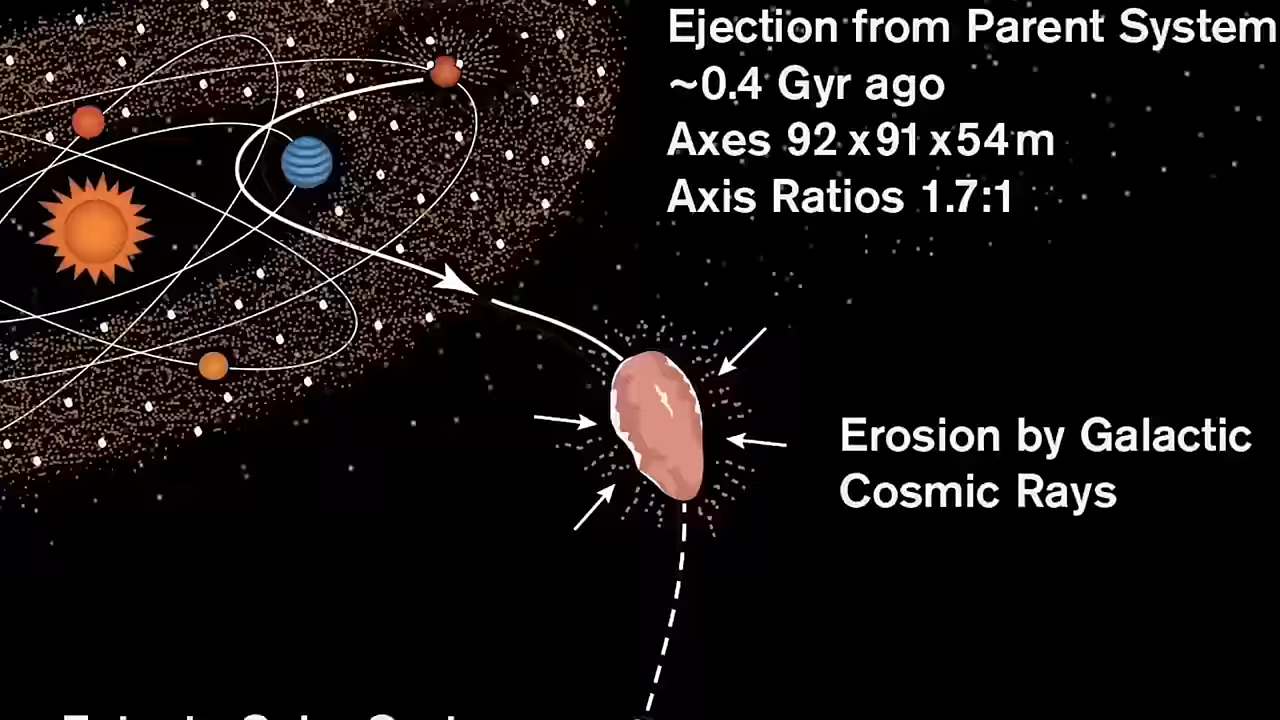 Ejection from Parent System
~0.4 Gyr ago
Axes 92 x 91 x 54 m
Axis Ratios 1.7:1
Erosion by Galactic
Cosmic Rays